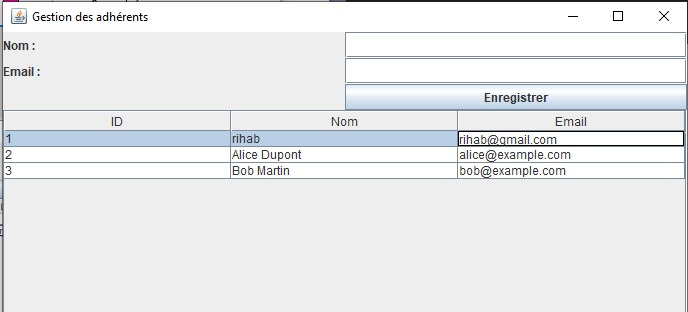 Gestion des adhérents
Nom :
Email :
Enregistrer
ID Nom Email
1 rihab rihab@gmail.com
2 Alice Dupont alice@example.com
3 Bob Martin bob@example.com